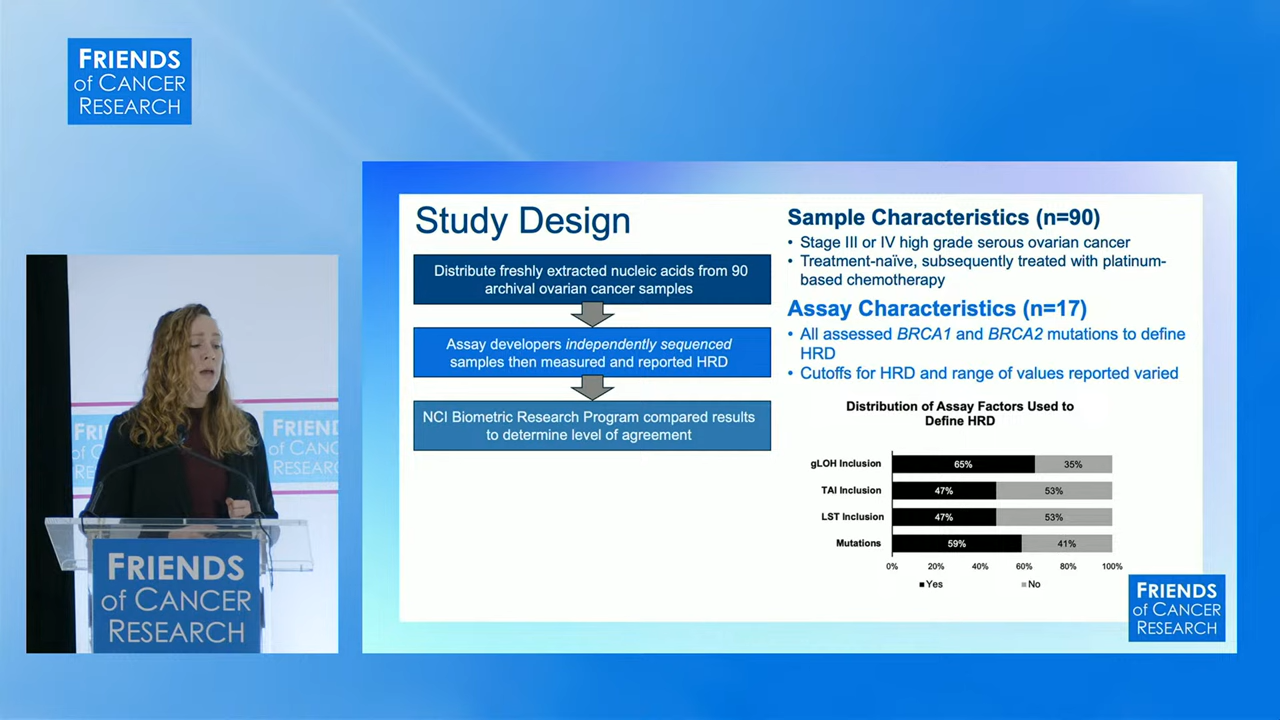 FRIENDS
of CANCER
RESEARCH
Study Design
Distribute freshly extracted nucleic acids from 90
archival ovarian cancer samples
Assay developers independently sequenced
samples then measured and reported HRD
NCI Biometric Research Program compared results
to determine level of agreement
Sample Characteristics (n=90)
• Stage III or IV high grade serous ovarian cancer
• Treatment-naïve, subsequently treated with platinum-
based chemotherapy
Assay Characteristics (n=17)
• All assessed BRCA1 and BRCA2 mutations to define
HRD
• Cutoffs for HRD and range of values reported varied
Distribution of Assay Factors Used to
Define HRD
gLOH Inclusion 65% 35%
TAI Inclusion 47% 53%
LST Inclusion 47% 53%
Mutations 59% 41%
0% 20% 40% 60% 80% 100%
Yes No
FRIENDS
of CANCER
RESEARCH
FRIEN
of CAN
RESEA
FRIENDS
of CANCER
RESEARCH